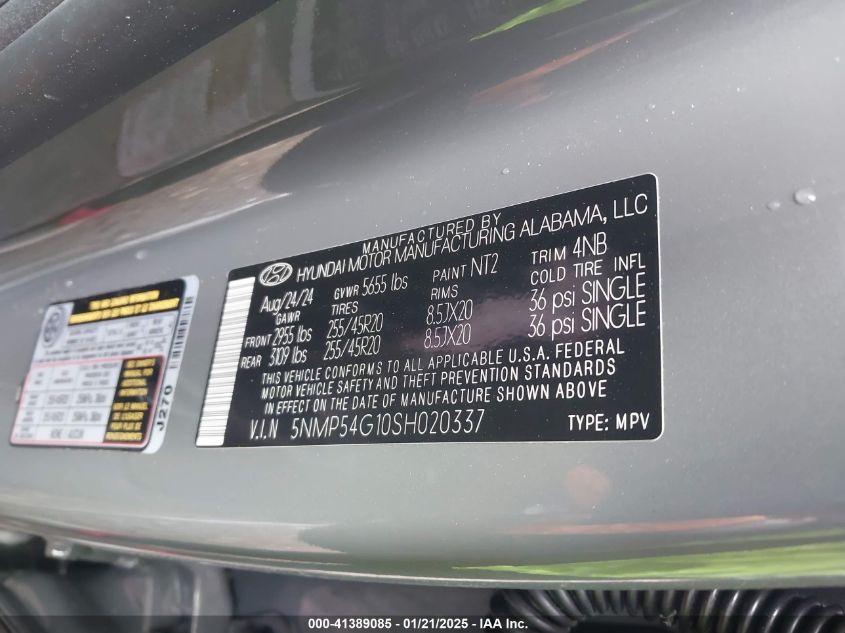 MANUFACTURED BY
HYUNDAI MOTOR MANUFACTURING ALABAMA, LLC
Aug/24/24 GVWR 5655 lbs PAINT NT2 TRIM 4NB
GAWR TIRES RIMS COLD TIRE INFL
FRONT 2955 lbs 255/45R20 8.5JX20 36 psi SINGLE
REAR 3109 lbs 255/45R20 8.5JX20 36 psi SINGLE
THIS VEHICLE CONFORMS TO ALL APPLICABLE U.S.A. FEDERAL
MOTOR VEHICLE SAFETY AND THEFT PREVENTION STANDARDS
IN EFFECT ON THE DATE OF MANUFACTURE SHOWN ABOVE
V.I.N 5NMP54G10SH020337 TYPE: MPV
J270
000-41389085 / 01/21/2025 - IAA Inc.